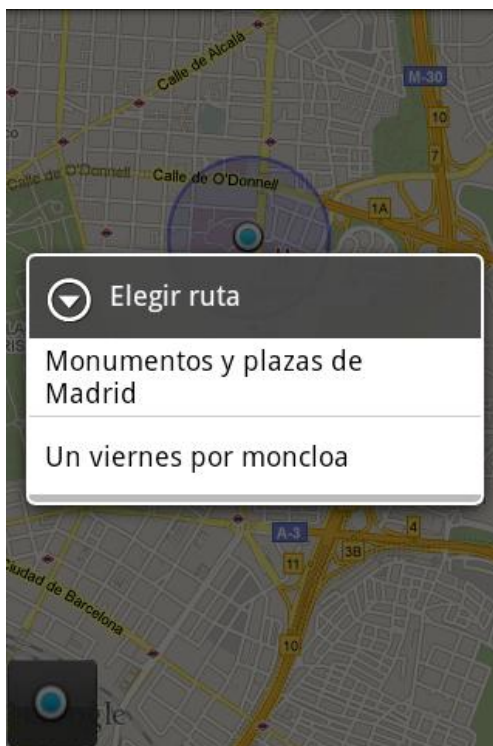 Calle de Alcalá
M-30
10
co
7
Calle de O'Donnell
Calle de O'Donnell
1A
Elegir ruta
Monumentos y plazas de
Madrid
Un viernes por moncloa
A-3
4
3B
11
Ciudad de Barcelona
10